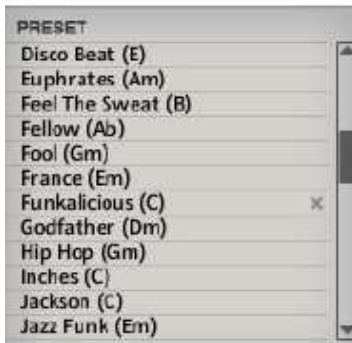 PRESET
Disco Beat (E)
Euphrates (Am)
Feel The Sweat (B)
Fellow (Ab)
Fool (Gm)
France (Em)
Funkalicious (C)
Godfather (Dm)
Hip Hop (Gm)
Inches (C)
Jackson (C)
Jazz Funk (Em)